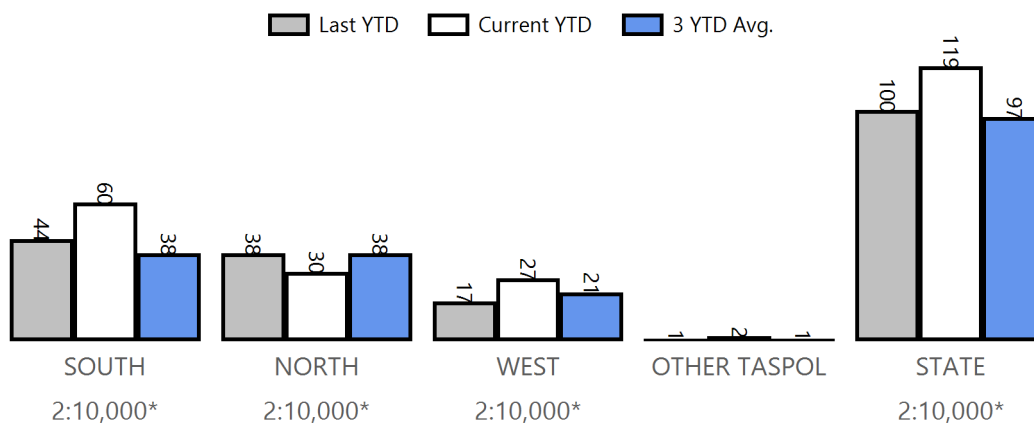 Last YTD Current YTD 3 YTD Avg.
44 60 38 38 30 38 17 27 21 1 2 1 100 119 97
SOUTH NORTH WEST OTHER TASPOL STATE
2:10,000* 2:10,000* 2:10,000* 2:10,000*